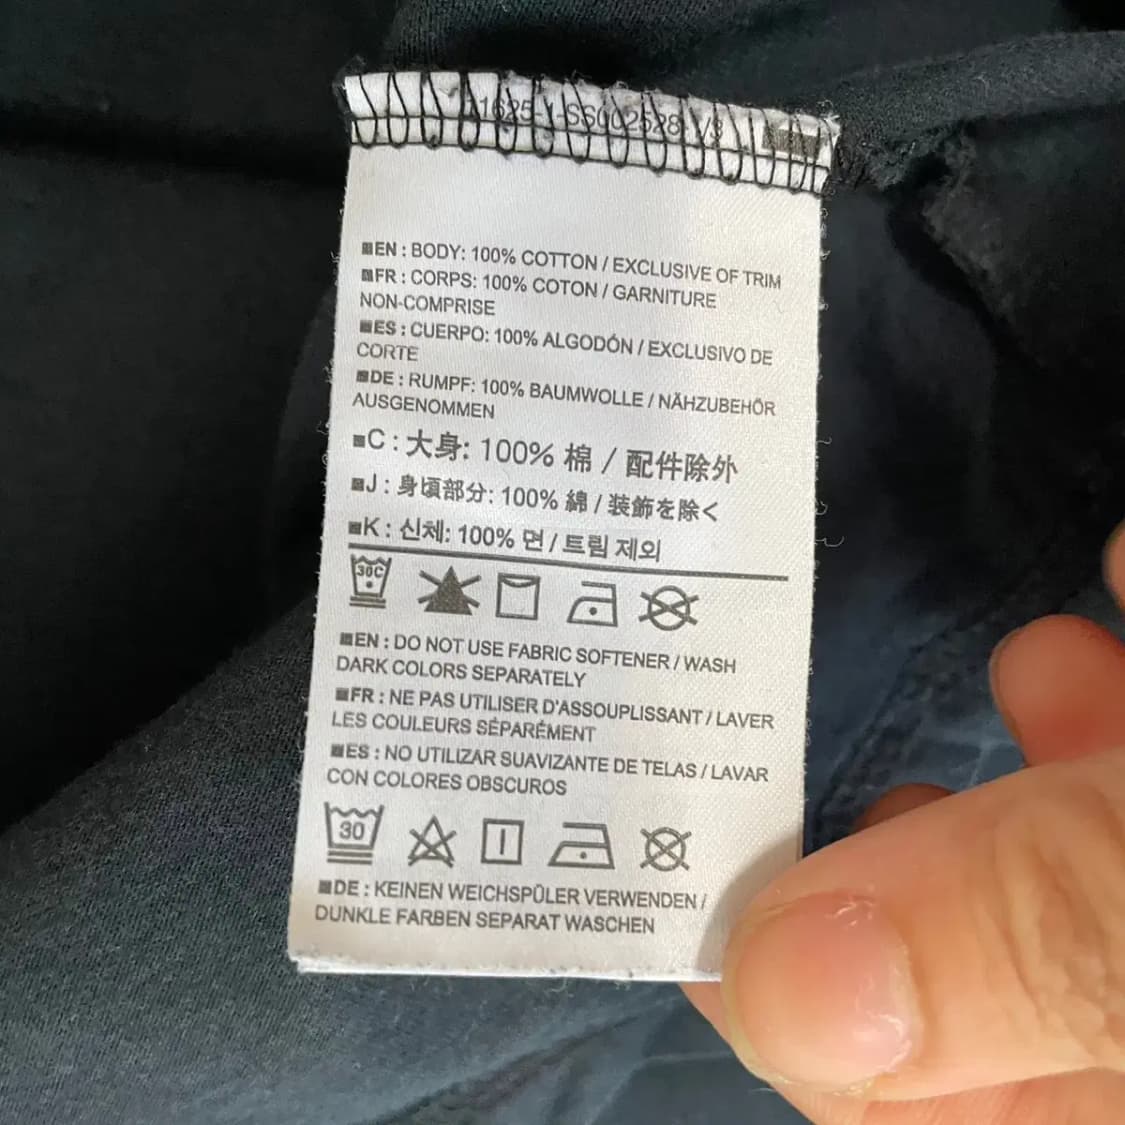 11625-1-SS002528 V3
EN : BODY: 100% COTTON / EXCLUSIVE OF TRIM
FR : CORPS: 100% COTON / GARNITURE
NON-COMPRISE
ES : CUERPO: 100% ALGODÓN / EXCLUSIVO DE
CORTE
DE : RUMPF: 100% BAUMWOLLE / NÄHZUBEHÖR
AUSGENOMMEN
C : 大身: 100% 棉 / 配件除外
J : 身頃部分: 100% 綿 / 装飾を除く
K : 신체: 100% 면 / 트림 제외
30C
EN : DO NOT USE FABRIC SOFTENER / WASH
DARK COLORS SEPARATELY
FR : NE PAS UTILISER D'ASSOUPLISSANT / LAVER
LES COULEURS SÉPARÉMENT
ES : NO UTILIZAR SUAVIZANTE DE TELAS / LAVAR
CON COLORES OBSCUROS
30
DE : KEINEN WEICHSPÜLER VERWENDEN /
DUNKLE FARBEN SEPARAT WASCHEN